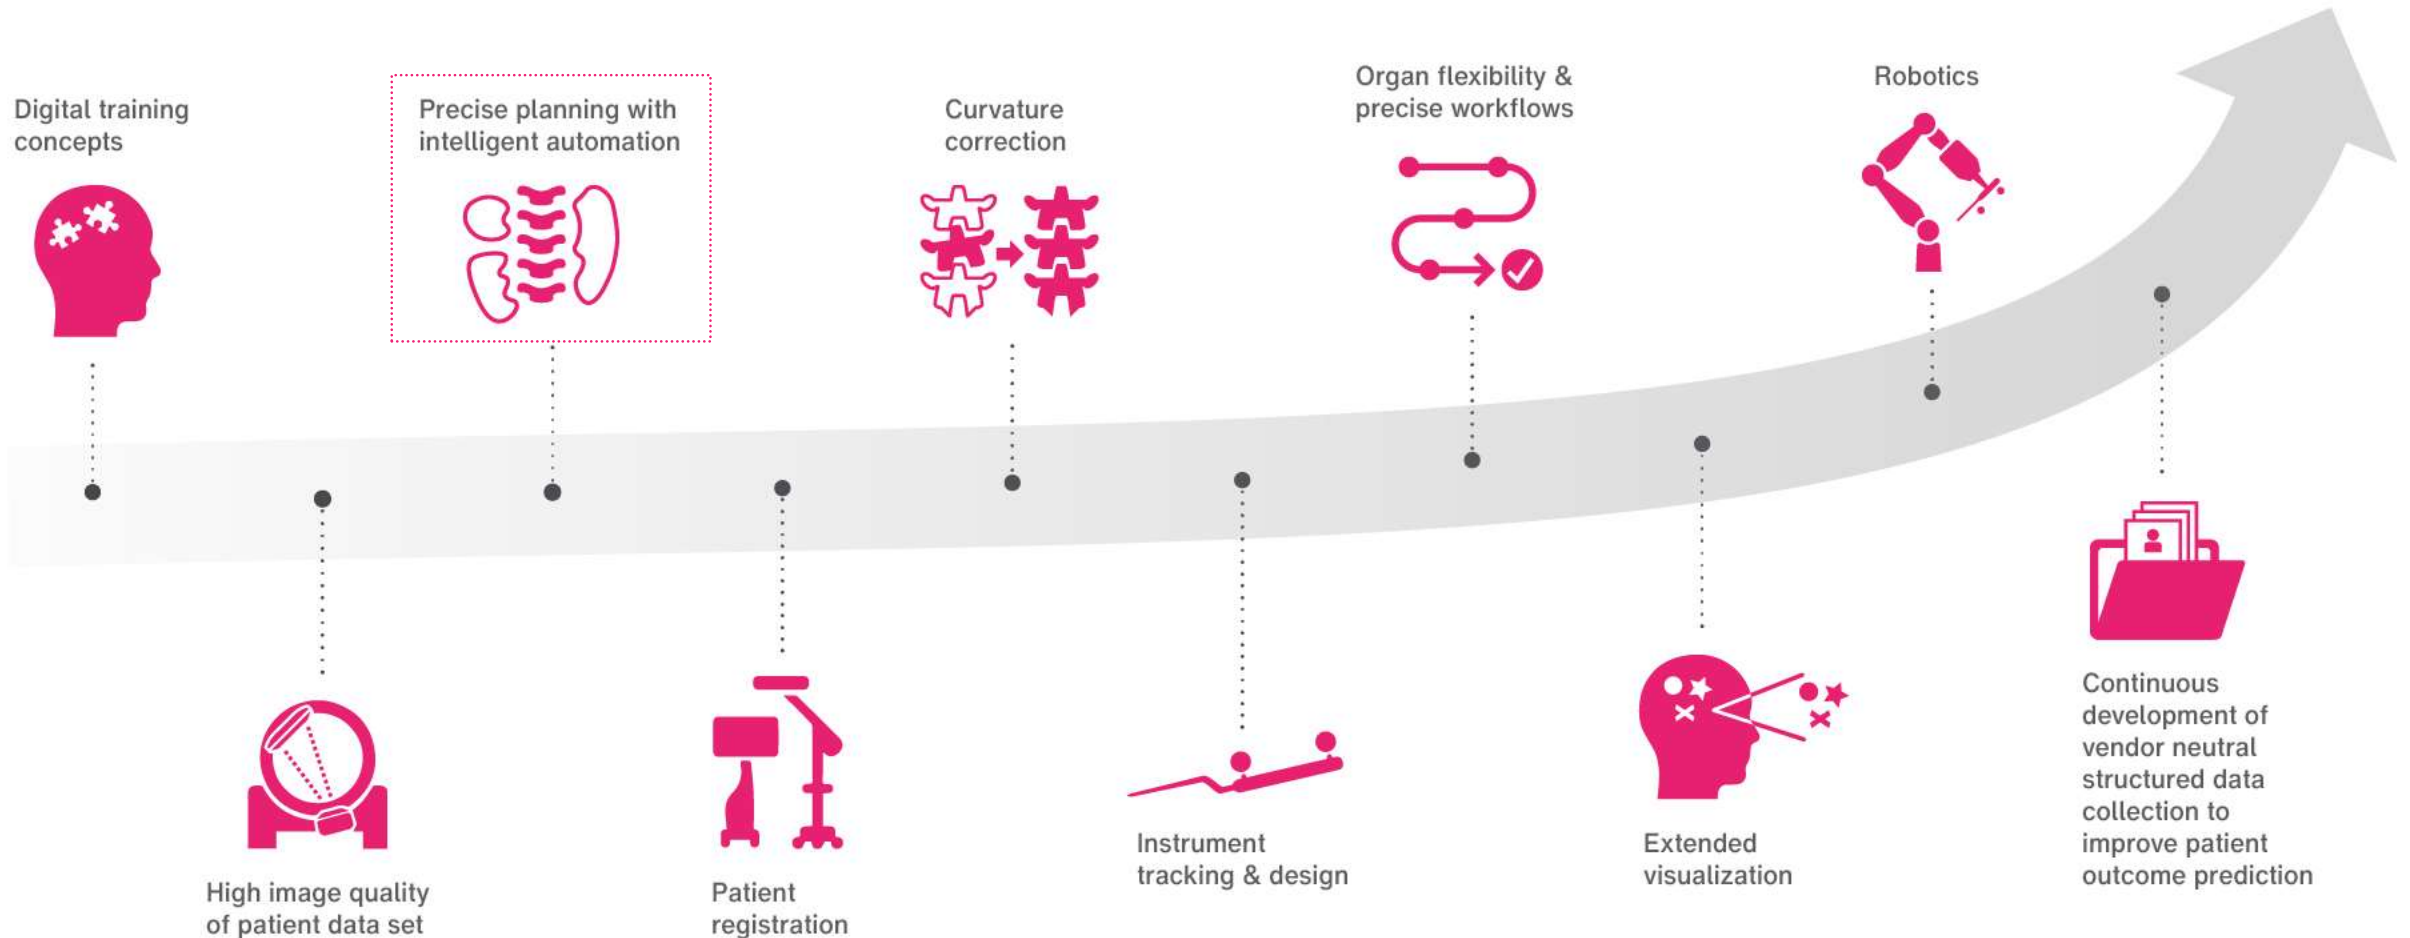 Digital training
concepts
High image quality
of patient data set
Precise planning with
intelligent automation
Patient
registration
Curvature
correction
Instrument
tracking & design
Organ flexibility &
precise workflows
Extended
visualization
Robotics
Continuous
development of
vendor neutral
structured data
collection to
improve patient
outcome prediction